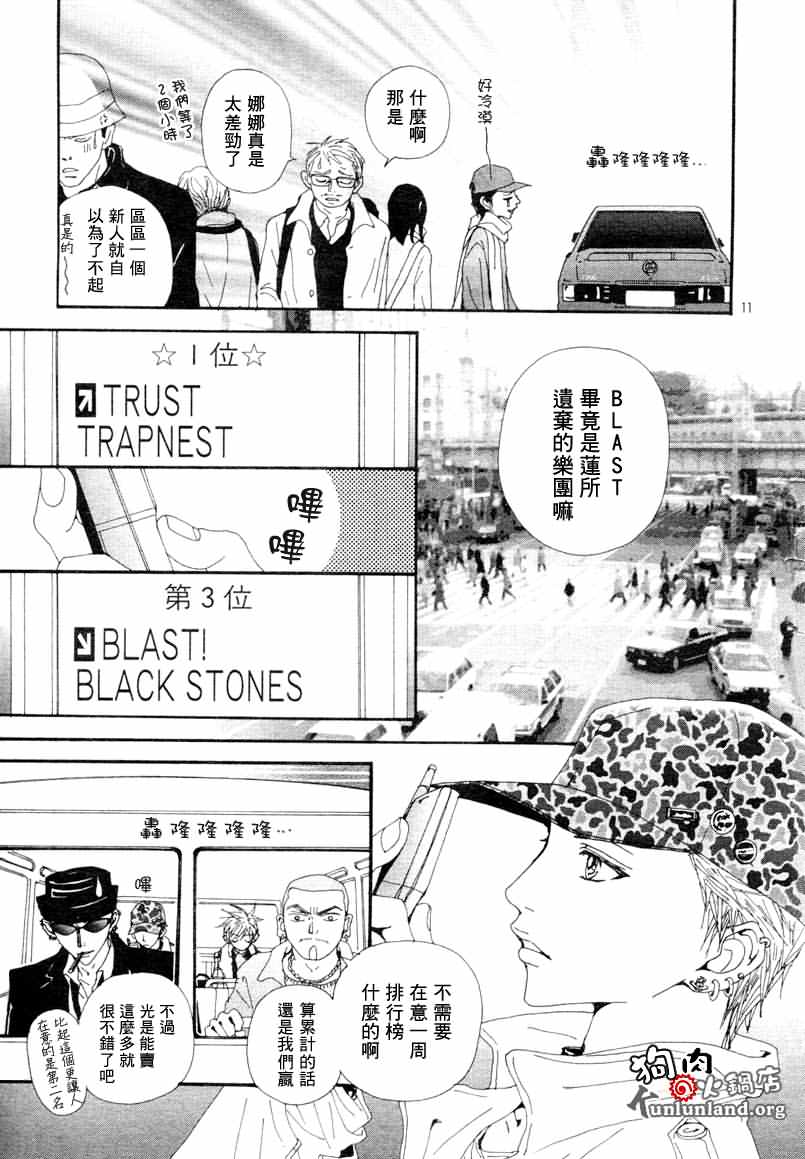 轟隆隆隆隆...
好冷漠
什麼啊
那是
娜娜真是
太差勁了
我們等了
2個小時
區區一個
新人就自
以為了不起
真是的～
11
BLAST
畢竟是蓮所
遺棄的樂團嘛
☆1位☆
TRUST
TRAPNEST
嗶
嗶
第3位
BLAST!
BLACK STONES
轟隆隆隆隆...
嗶
不需要
在意一周
排行榜
什麼的啊
算累計的話
還是我們贏
不過
光是能賣
這麼多就
很不錯了吧
比起這個更讓人
在意的是第二名
狗肉火鍋店
Kunlunland.org